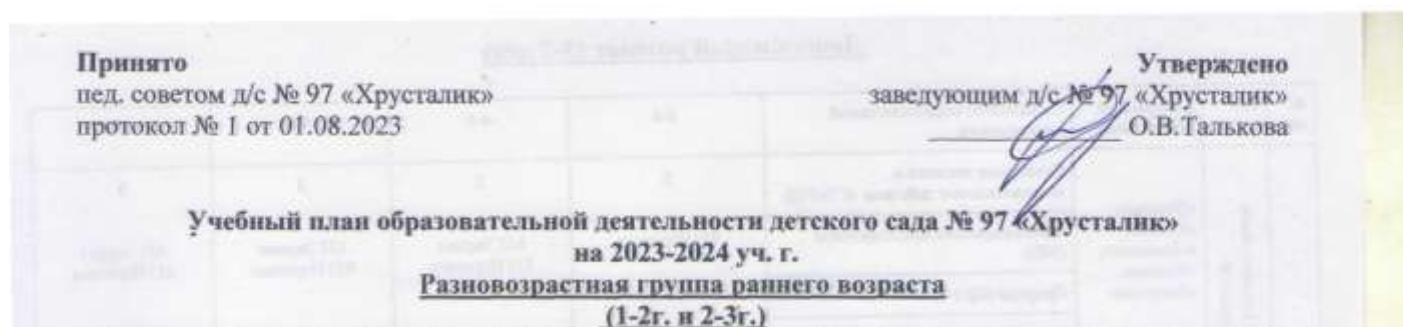 Принято
пед. советом д/с № 97 «Хрусталик»
протокол № 1 от 01.08.2023
Утверждено
заведующим д/с № 97 «Хрусталик»
О.В.Талькова
Учебный план образовательной деятельности детского сада № 97 «Хрусталик»
на 2023-2024 уч. г.
Разновозрастная группа раннего возраста
(1-2г. и 2-3г.)